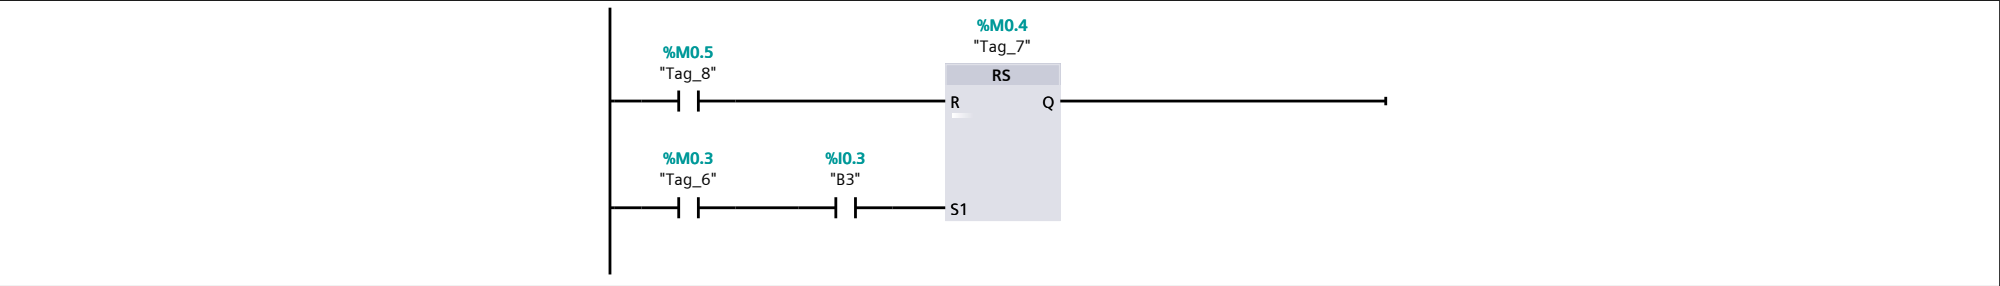 %M0.4
"Tag_7"
%M0.5
"Tag_8"
RS
R Q
%M0.3 %I0.3
"Tag_6" "B3"
S1